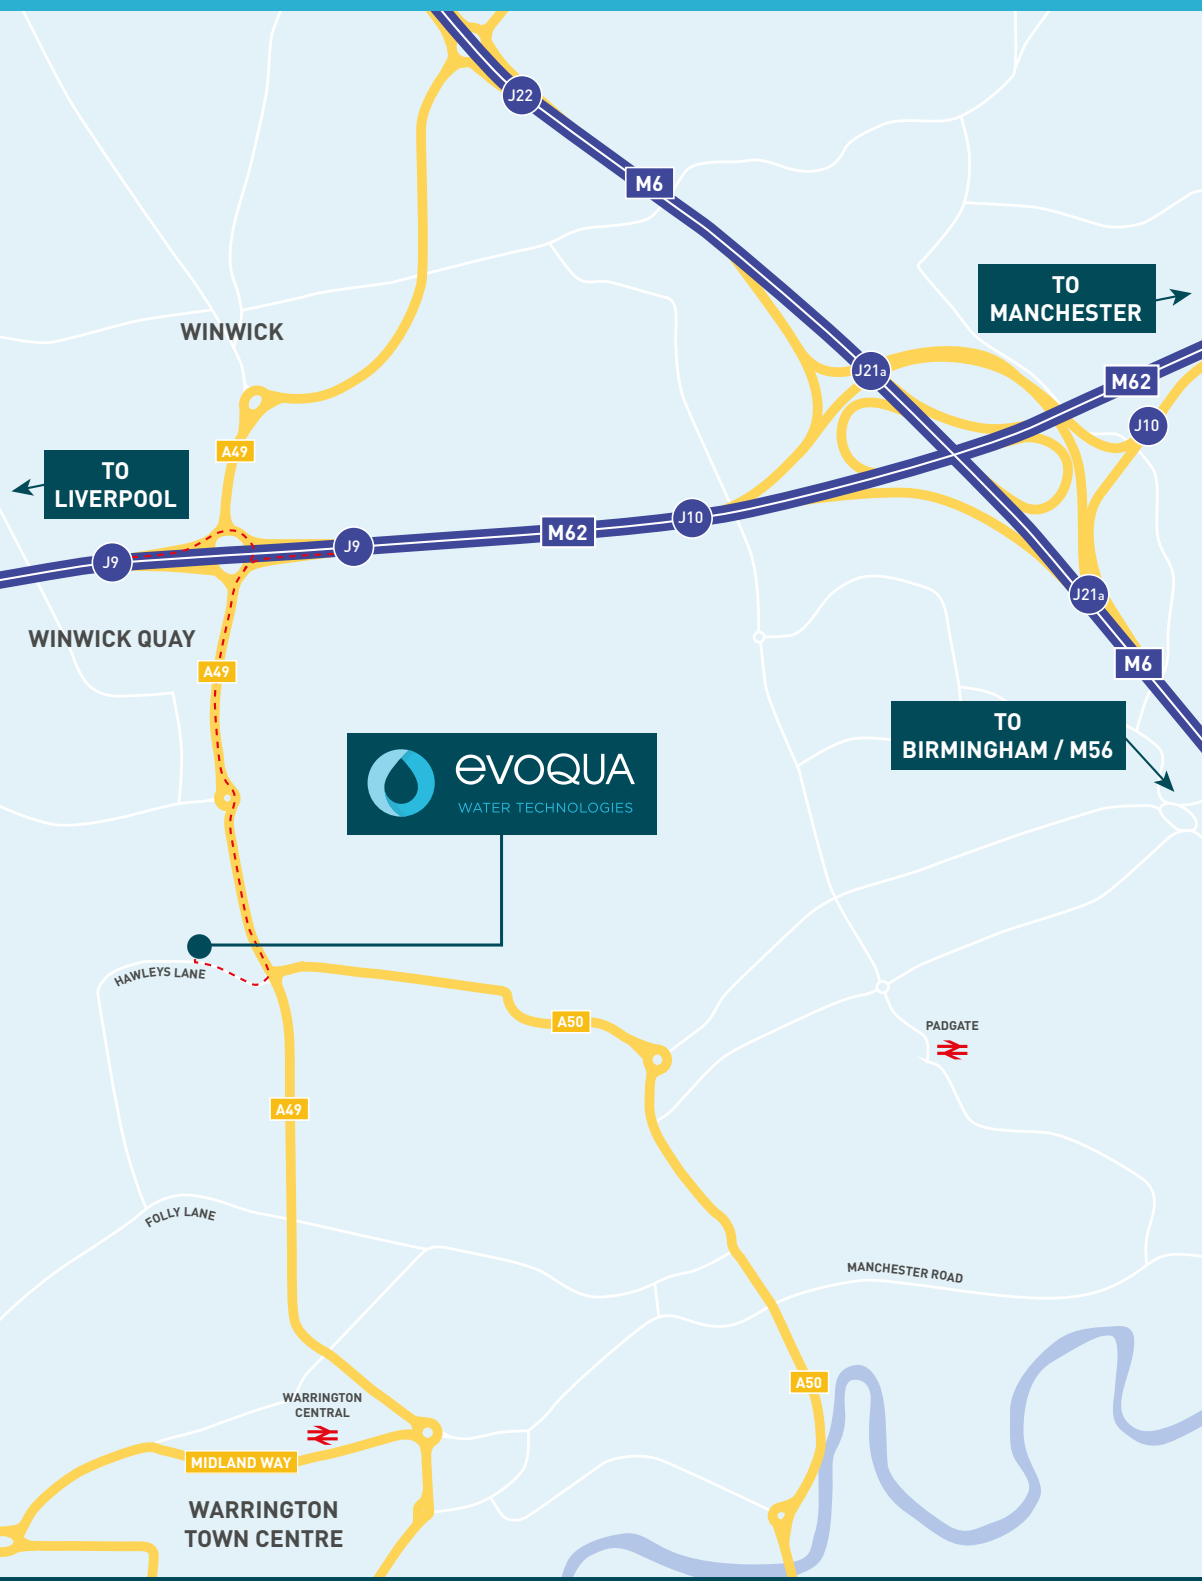 J22
M6
TO
MANCHESTER
WINWICK
J21a
M62
J10
A49
TO
LIVERPOOL
J10
M62
J9
J9
J21a
WINWICK QUAY
M6
A49
TO
BIRMINGHAM / M56
evoQUA
WATER TECHNOLOGIES
HAWLEYS LANE
A50
PADGATE
A49
FOLLY LANE
MANCHESTER ROAD
A50
WARRINGTON
CENTRAL
MIDLAND WAY
WARRINGTON
TOWN CENTRE